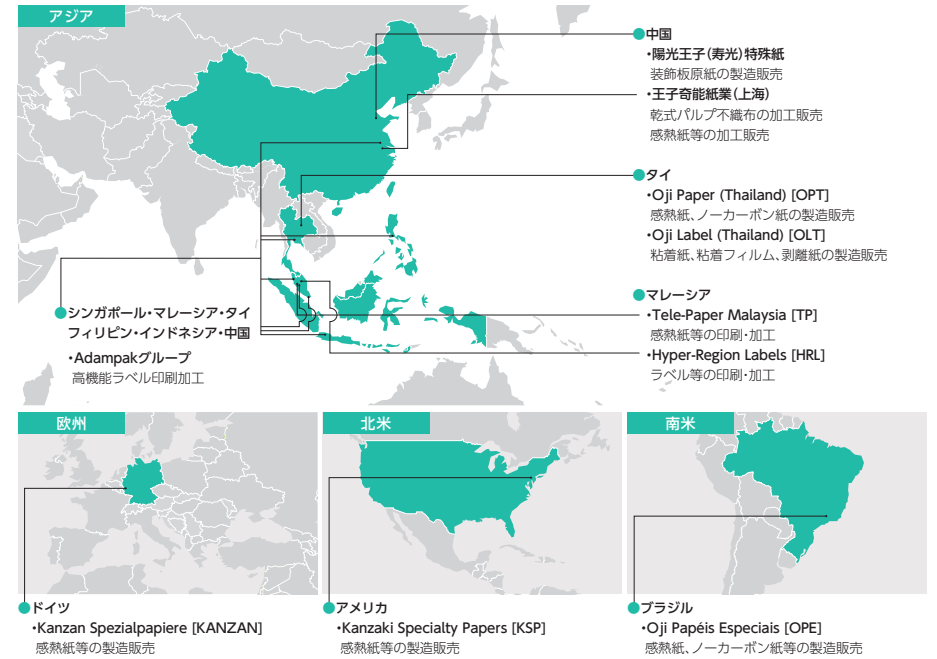 アジア
●中国
・陽光王子(寿光)特殊紙
装飾板原紙の製造販売
・王子奇能紙業(上海)
乾式パルプ不織布の加工販売
感熱紙等の加工販売
●タイ
・Oji Paper (Thailand) [OPT]
感熱紙、ノーカーボン紙の製造販売
・Oji Label (Thailand) [OLT]
粘着紙、粘着フィルム、剥離紙の製造販売
●マレーシア
・Tele-Paper Malaysia [TP]
感熱紙等の印刷・加工
・Hyper-Region Labels [HRL]
ラベル等の印刷・加工
●シンガポール・マレーシア・タイ
フィリピン・インドネシア・中国
・Adampakグループ
高機能ラベル印刷加工
欧州
●ドイツ
・Kanzan Spezialpapiere [KANZAN]
感熱紙等の製造販売
北米
●アメリカ
・Kanzaki Specialty Papers [KSP]
感熱紙等の製造販売
南米
●ブラジル
・Oji Papéis Especiais [OPE]
感熱紙、ノーカーボン紙等の製造販売